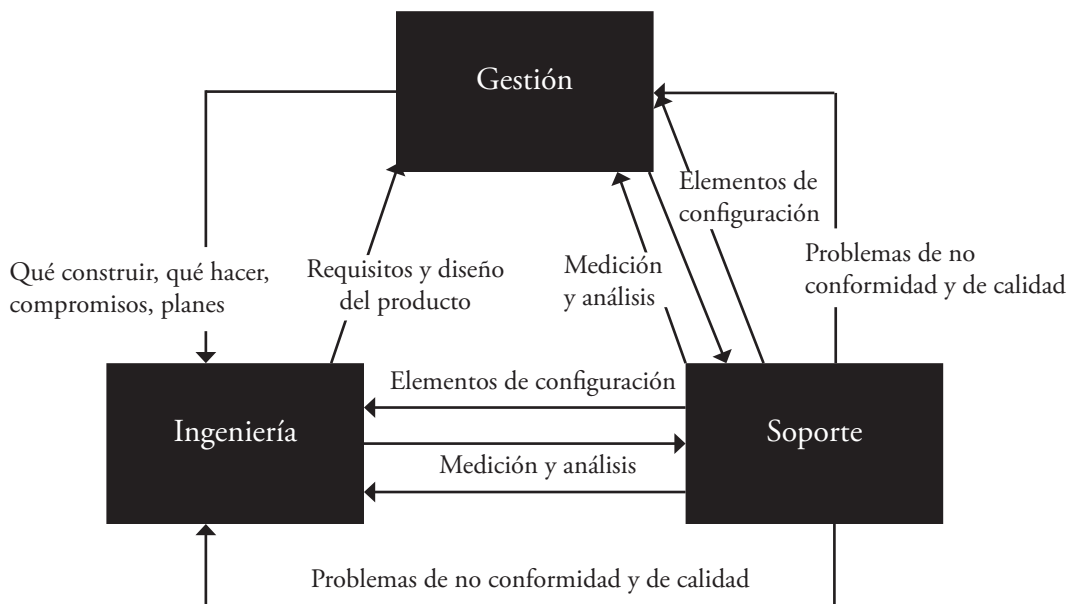 Gestión
Elementos de
configuración
Qué construir, qué hacer,
compromisos, planes
Requisitos y diseño
del producto
Medición
y análisis
Problemas de no
conformidad y de calidad
Elementos de configuración
Ingeniería
Soporte
Medición y análisis
Problemas de no conformidad y de calidad